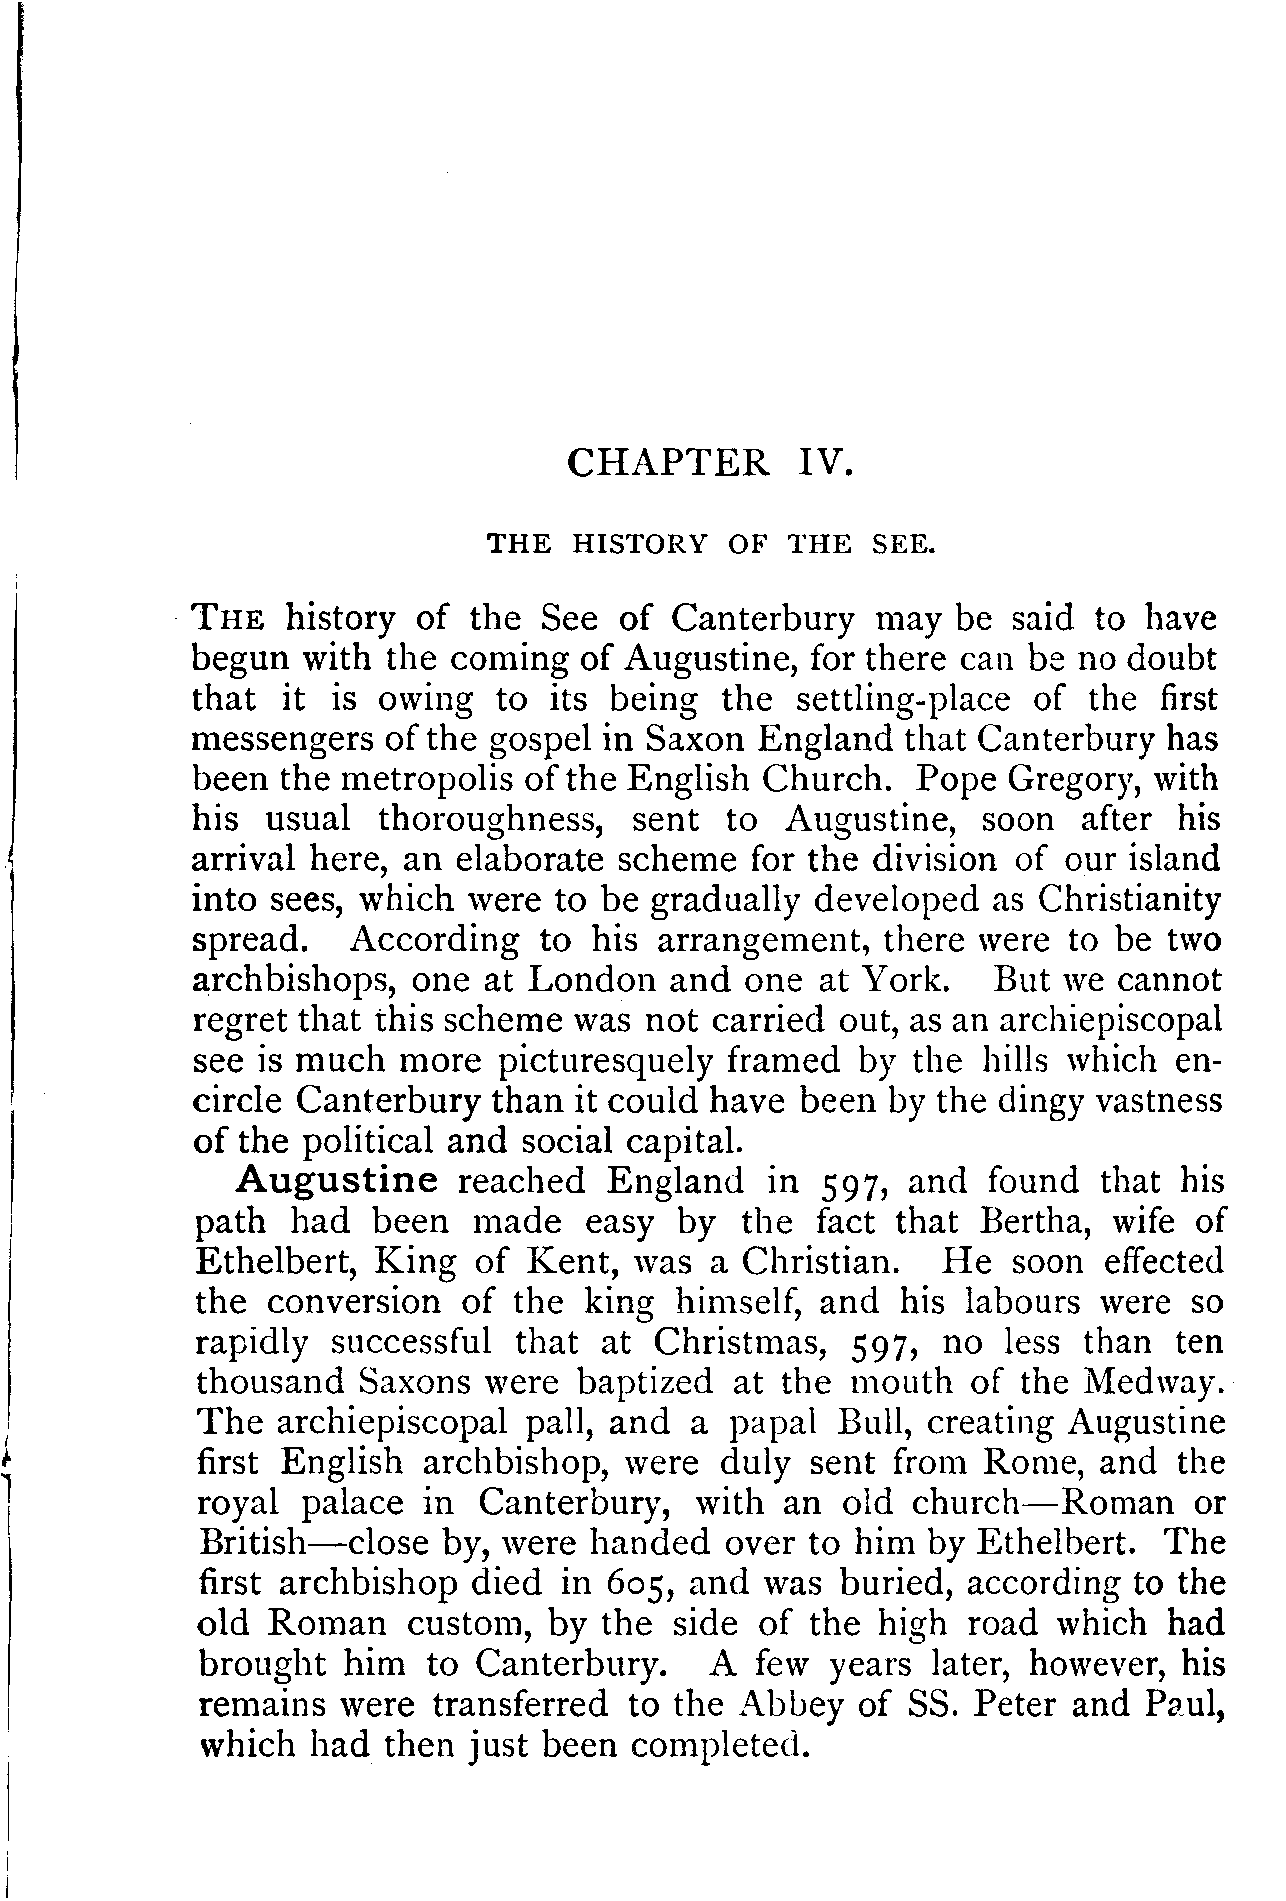 CHAPTER IV.
THE HISTORY OF THE SEE.
THE history of the See of Canterbury may be said to have
begun with the coming of Augustine, for there can be no doubt
that it is owing to its being the settling-place of the first
messengers of the gospel in Saxon England that Canterbury has
been the metropolis of the English Church. Pope Gregory, with
his usual thoroughness, sent to Augustine, soon after his
arrival here, an elaborate scheme for the division of our island
into sees, which were to be gradually developed as Christianity
spread. According to his arrangement, there were to be two
archbishops, one at London and one at York. But we cannot
regret that this scheme was not carried out, as an archiepiscopal
see is much more picturesquely framed by the hills which en-
circle Canterbury than it could have been by the dingy vastness
of the political and social capital.
Augustine reached England in 597, and found that his
path had been made easy by the fact that Bertha, wife of
Ethelbert, King of Kent, was a Christian. He soon effected
the conversion of the king himself, and his labours were so
rapidly successful that at Christmas, 597, no less than ten
thousand Saxons were baptized at the mouth of the Medway.
The archiepiscopal pall, and a papal Bull, creating Augustine
first English archbishop, were duly sent from Rome, and the
royal palace in Canterbury, with an old church—Roman or
British—close by, were handed over to him by Ethelbert. The
first archbishop died in 605, and was buried, according to the
old Roman custom, by the side of the high road which had
brought him to Canterbury. A few years later, however, his
remains were transferred to the Abbey of SS. Peter and Paul,
which had then just been completed.